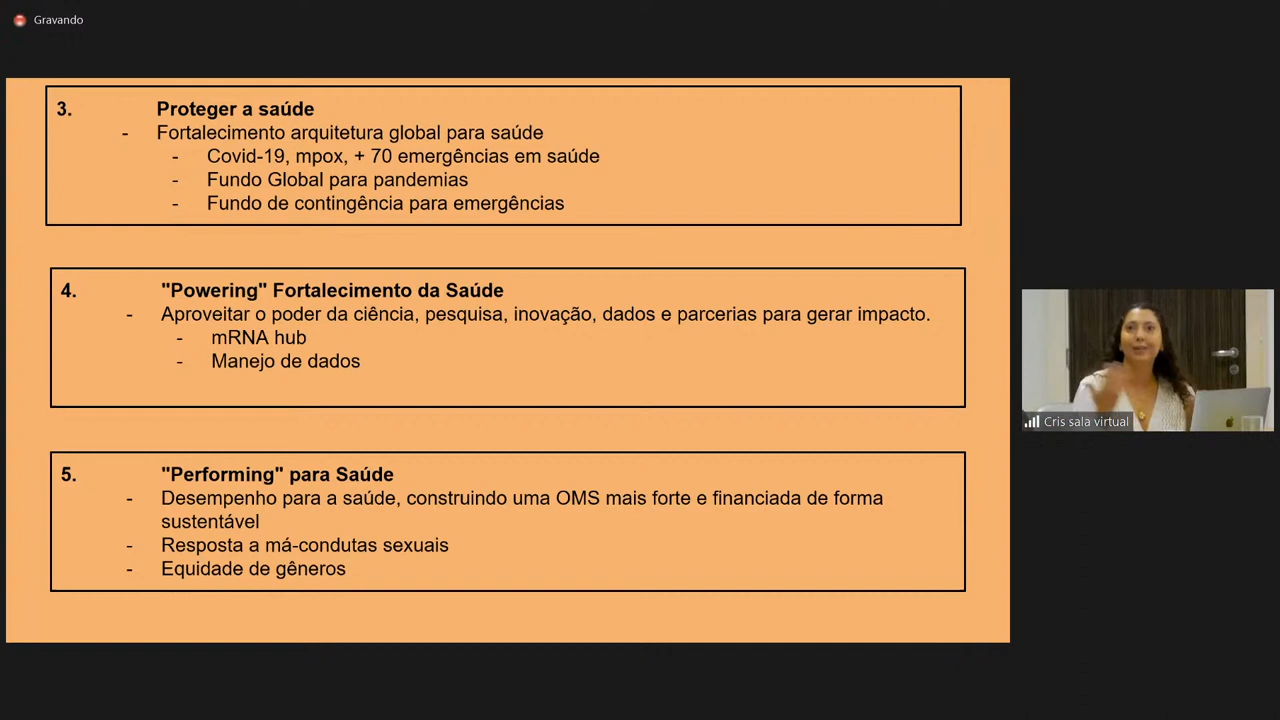 Gravando
3. Proteger a saúde
- Fortalecimento arquitetura global para saúde
- Covid-19, mpox, + 70 emergências em saúde
- Fundo Global para pandemias
- Fundo de contingência para emergências
4. "Powering" Fortalecimento da Saúde
- Aproveitar o poder da ciência, pesquisa, inovação, dados e parcerias para gerar impacto.
- mRNA hub
- Manejo de dados
5. "Performing" para Saúde
- Desempenho para a saúde, construindo uma OMS mais forte e financiada de forma
sustentável
- Resposta a má-condutas sexuais
- Equidade de gêneros
Cris sala virtual